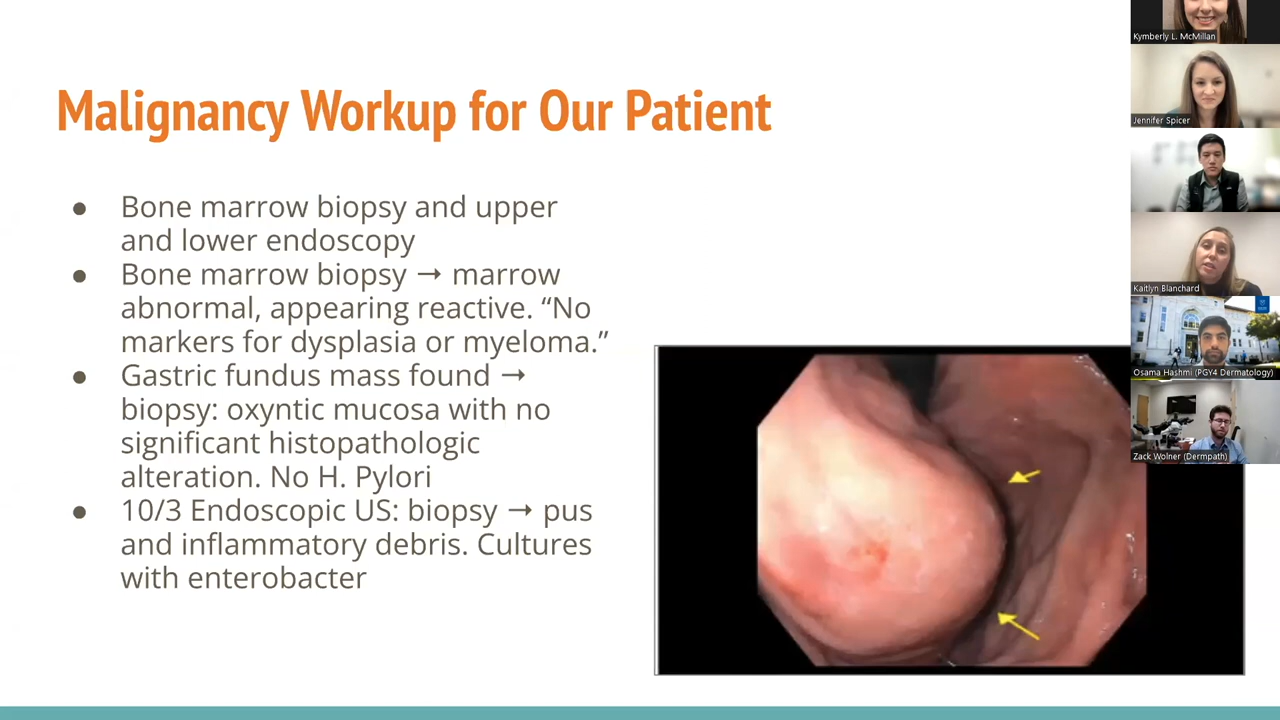 Malignancy Workup for Our Patient
● Bone marrow biopsy and upper
and lower endoscopy
● Bone marrow biopsy → marrow
abnormal, appearing reactive. “No
markers for dysplasia or myeloma.”
● Gastric fundus mass found →
biopsy: oxyntic mucosa with no
significant histopathologic
alteration. No H. Pylori
● 10/3 Endoscopic US: biopsy → pus
and inflammatory debris. Cultures
with enterobacter
Kymberly L. McMillan
Jennifer Spicer
Kaitlyn Blanchard
Osama Hashmi (PGY4 Dermatology)
Zack Wolner (Dermpath)